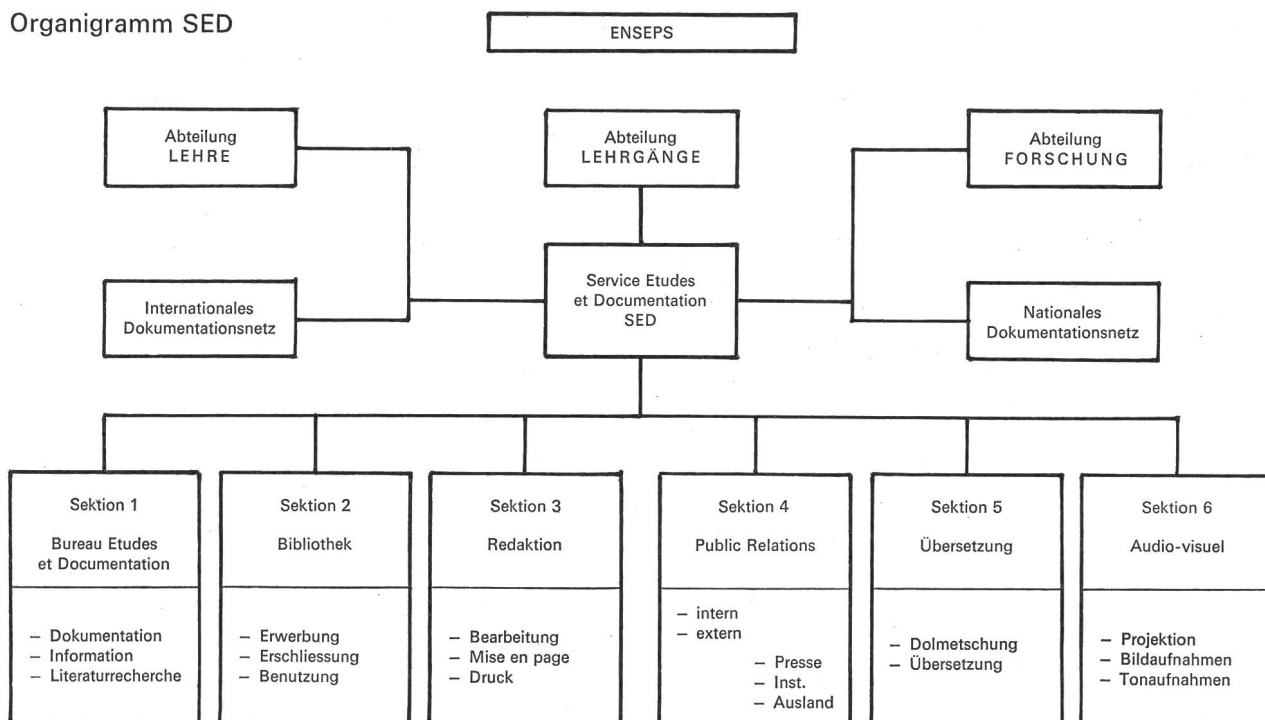 Organigramm SED
ENSEPS
Abteilung
LEHRE
Abteilung
LEHRGÄNGE
Abteilung
FORSCHUNG
Internationales
Dokumentationsnetz
Service Etudes
et Documentation
SED
Nationales
Dokumentationsnetz
Sektion 1
Bureau Etudes
et Documentation
– Dokumentation
– Information
– Literaturrecherche
Sektion 2
Bibliothek
– Erwerbung
– Erschliessung
– Benutzung
Sektion 3
Redaktion
– Bearbeitung
– Mise en page
– Druck
Sektion 4
Public Relations
– intern
– extern
– Presse
– Inst.
– Ausland
Sektion 5
Übersetzung
– Dolmetschung
– Übersetzung
Sektion 6
Audio-visuel
– Projektion
– Bildaufnahmen
– Tonaufnahmen